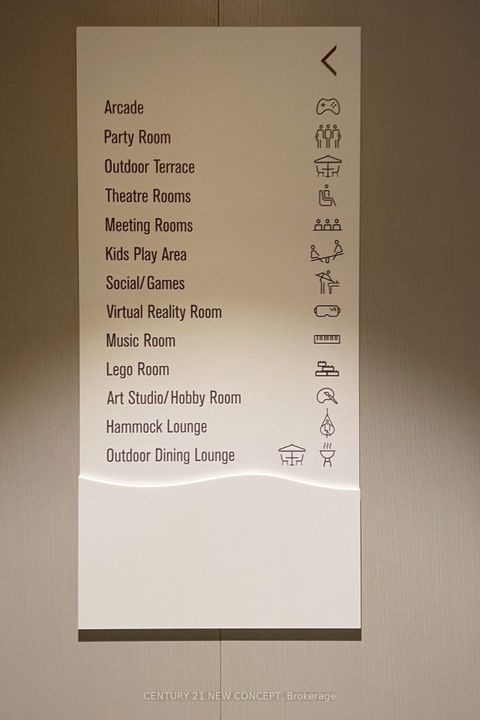 Arcade
Party Room
Outdoor Terrace
Theatre Rooms
Meeting Rooms
Kids Play Area
Social/Games
Virtual Reality Room
Music Room
Lego Room
Art Studio/Hobby Room
Hammock Lounge
Outdoor Dining Lounge
CENTURY 21 NEW CONCEPT, Brokerage